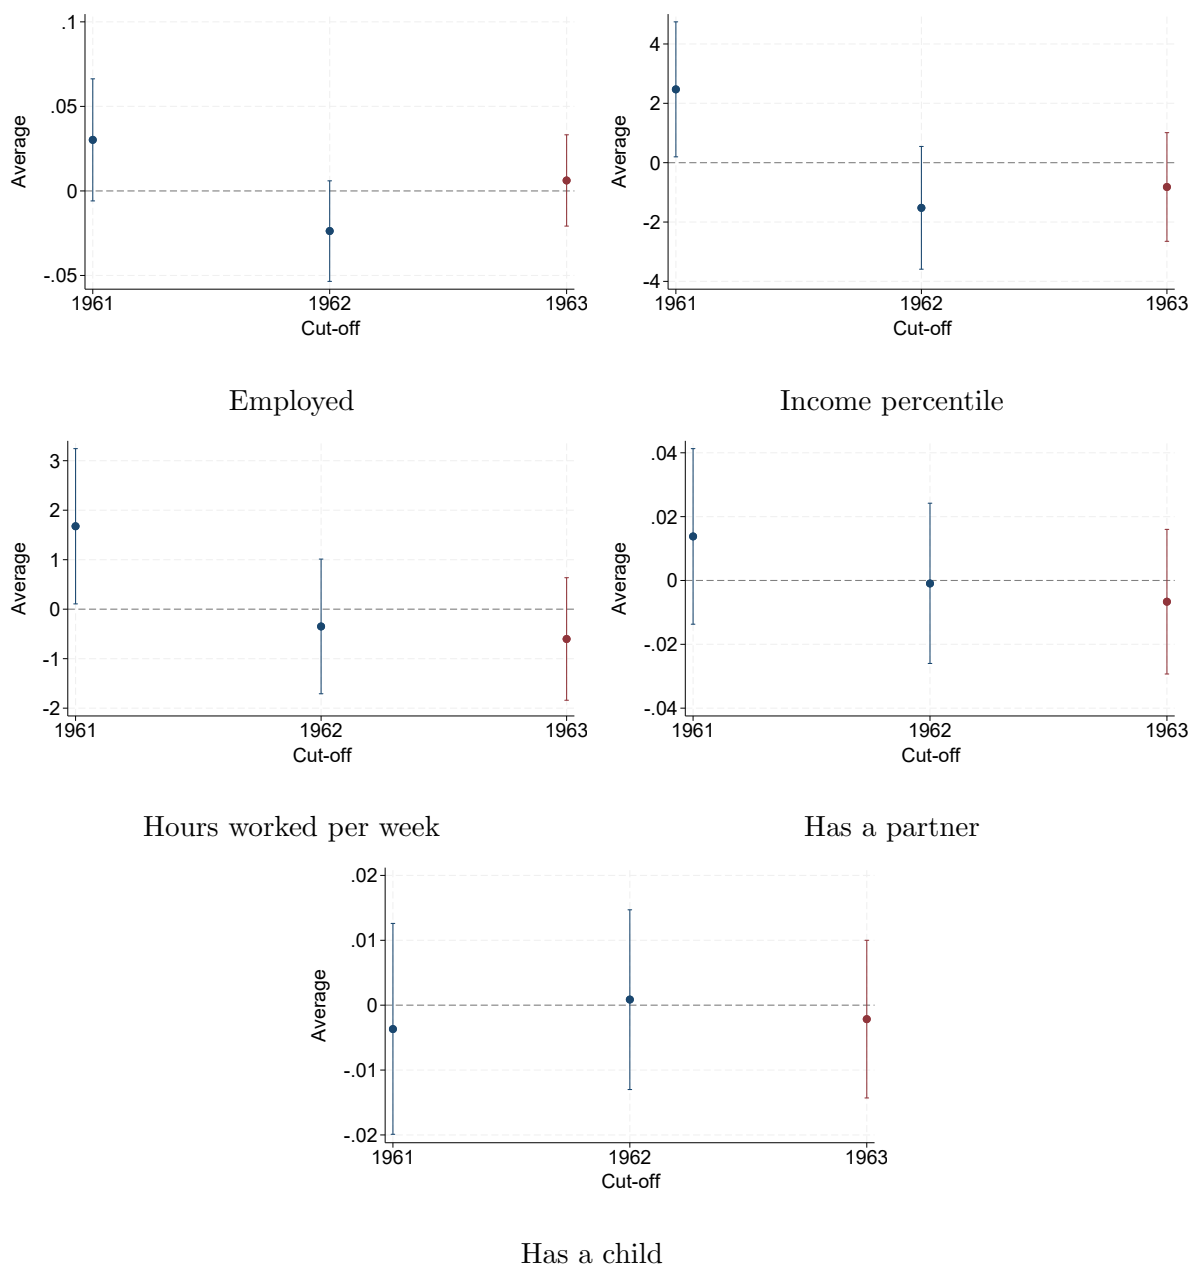 .1
.05
0
-.05
Average
1961 1962 1963
Cut-off
Employed
4
2
0
-2
-4
Average
1961 1962 1963
Cut-off
Income percentile
3
2
1
0
-1
-2
Average
1961 1962 1963
Cut-off
Hours worked per week
.04
.02
0
-.02
-.04
Average
1961 1962 1963
Cut-off
Has a partner
.02
.01
0
-.01
-.02
Average
1961 1962 1963
Cut-off
Has a child